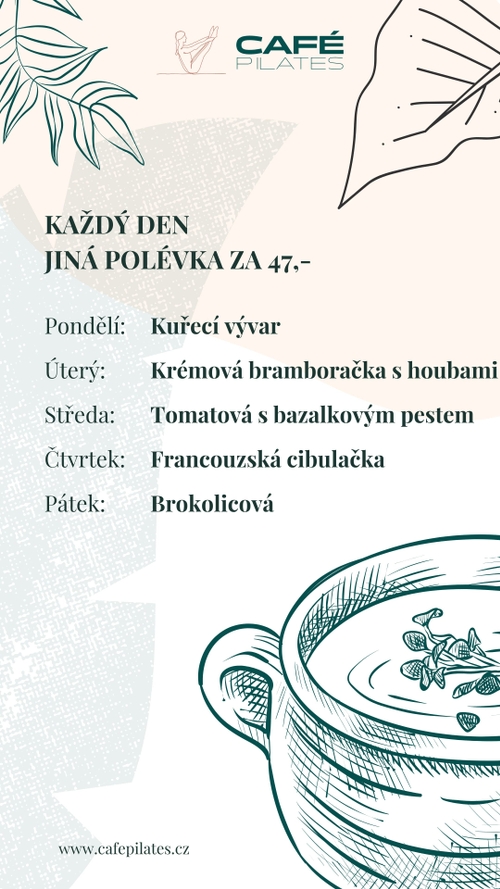 CAFÉ
PILATES
KAŽDÝ DEN
JINÁ POLÉVKA ZA 47,-
Pondělí: Kuřecí vývar
Úterý: Krémová bramboračka s houbami
Středa: Tomatová s bazalkovým pestem
Čtvrtek: Francouzská cibulačka
Pátek: Brokolicová
www.cafepilates.cz